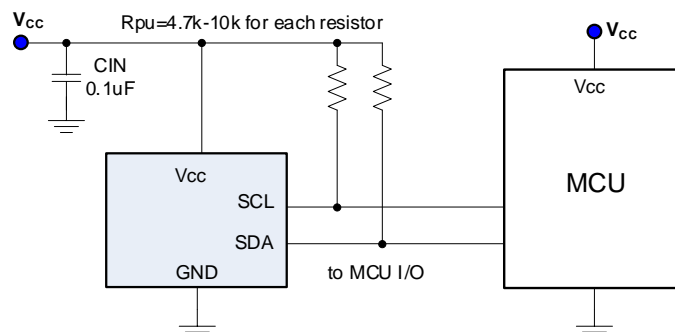 VCC
Rpu=4.7k-10k for each resistor
VCC
CIN
0.1uF
Vcc
Vcc
MCU
SCL
SDA
GND
to MCU I/O